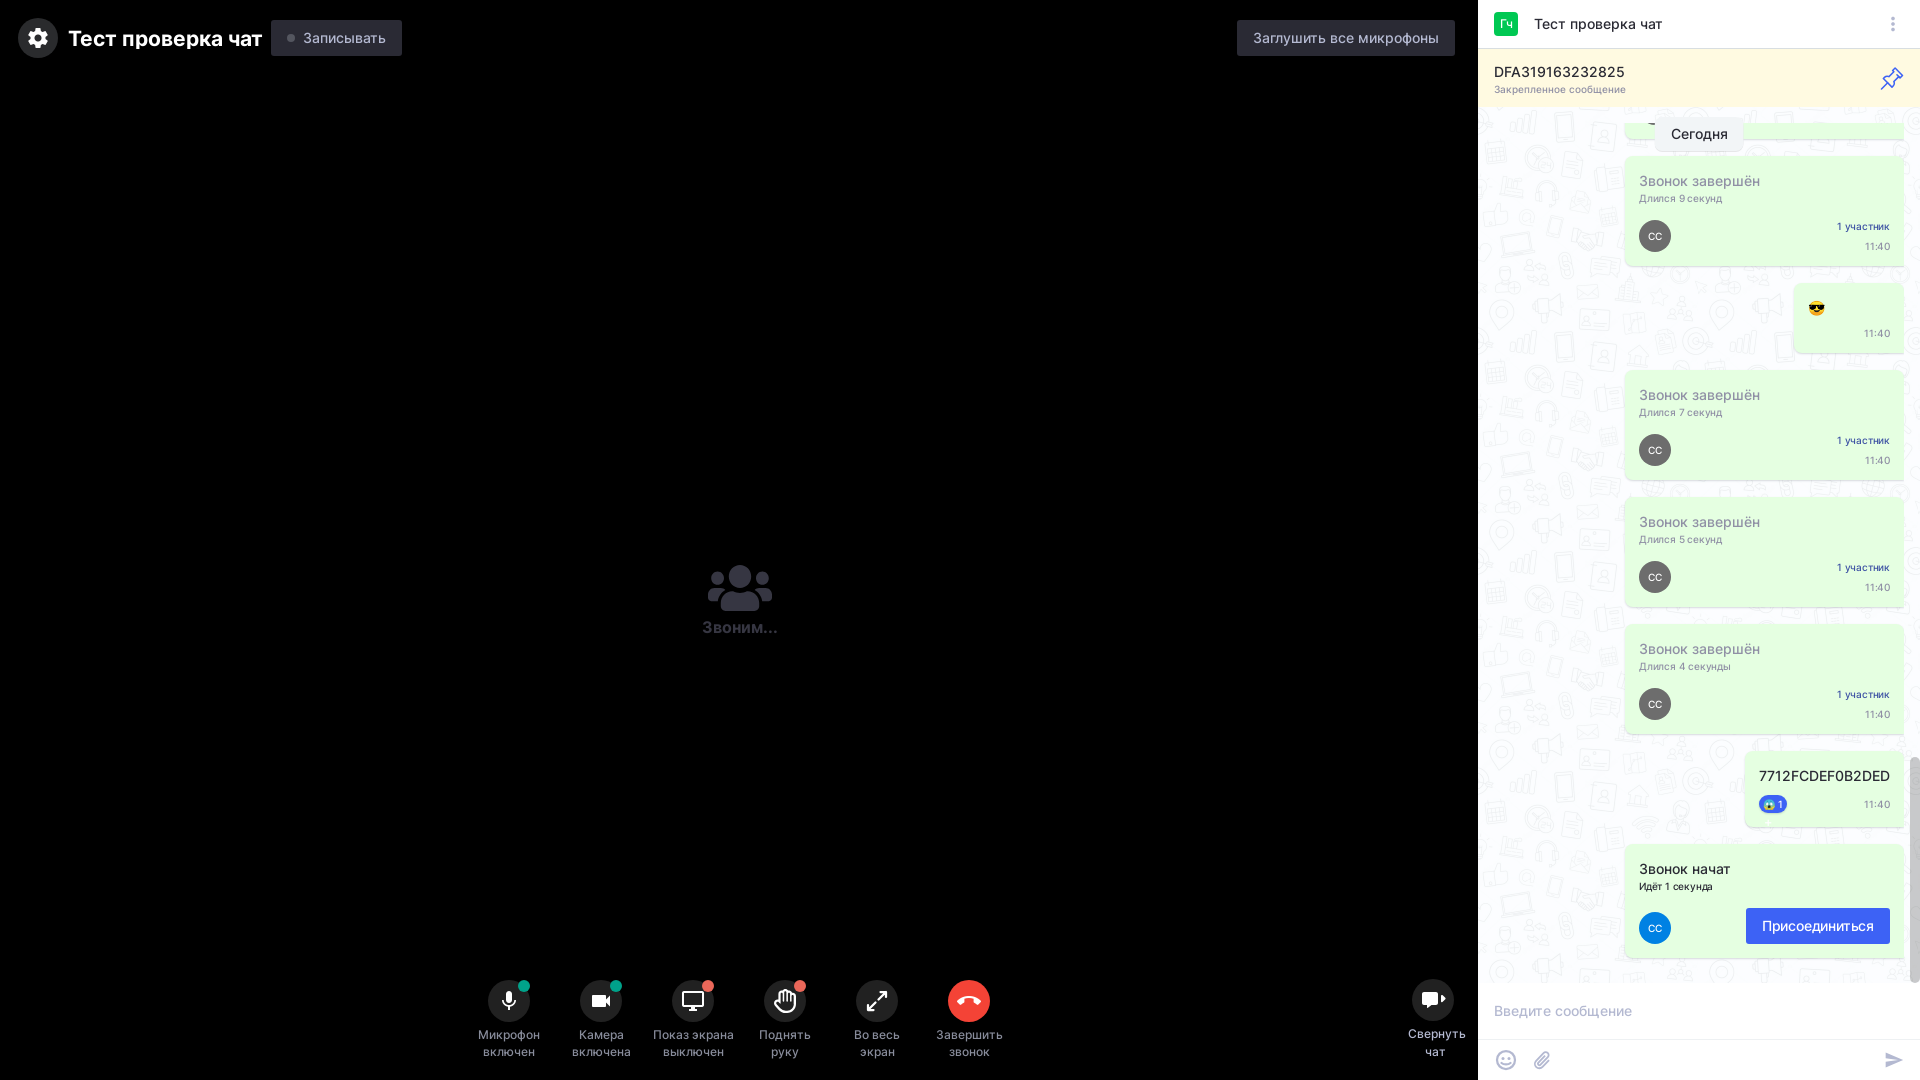 Тест проверка чат
Записывать
Заглушить все микрофоны
Звоним...
Микрофон
включен
Камера
включена
Показ экрана
выключен
Поднять
руку
Во весь
экран
Завершить
звонок
Свернуть
чат
Гч
Тест проверка чат
DFA319163232825
Закрепленное сообщение
Сегодня
Звонок завершён
Длился 9 секунд
СС
1 участник
11:40
11:40
Звонок завершён
Длился 7 секунд
СС
1 участник
11:40
Звонок завершён
Длился 5 секунд
СС
1 участник
11:40
Звонок завершён
Длился 4 секунды
СС
1 участник
11:40
7712FCDEF0B2DED
1
11:40
Звонок начат
Идёт 1 секунда
СС
Присоединиться
Введите сообщение